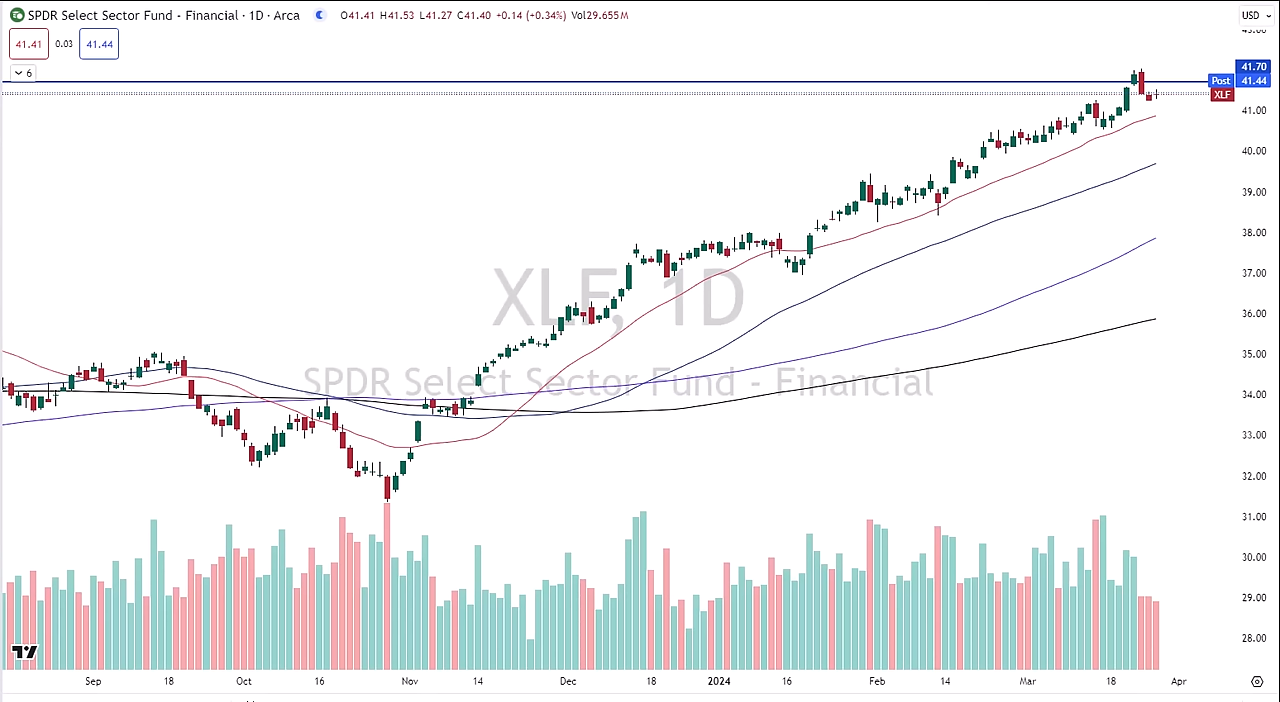 SPDR Select Sector Fund - Financial · 1D · Arca O41.41 H41.53 L41.27 C41.40 +0.14 (+0.34%) Vol29.655M
USD
41.41 0.03 41.44
6
41.70
Post 41.44
XLF
41.00
40.00
39.00
38.00
37.00
36.00
35.00
34.00
33.00
32.00
31.00
30.00
29.00
28.00
XLF, 1D
SPDR Select Sector Fund - Financial
Sep 18 Oct 16 Nov 14 Dec 18 2024 16 Feb 14 Mar 18 Apr